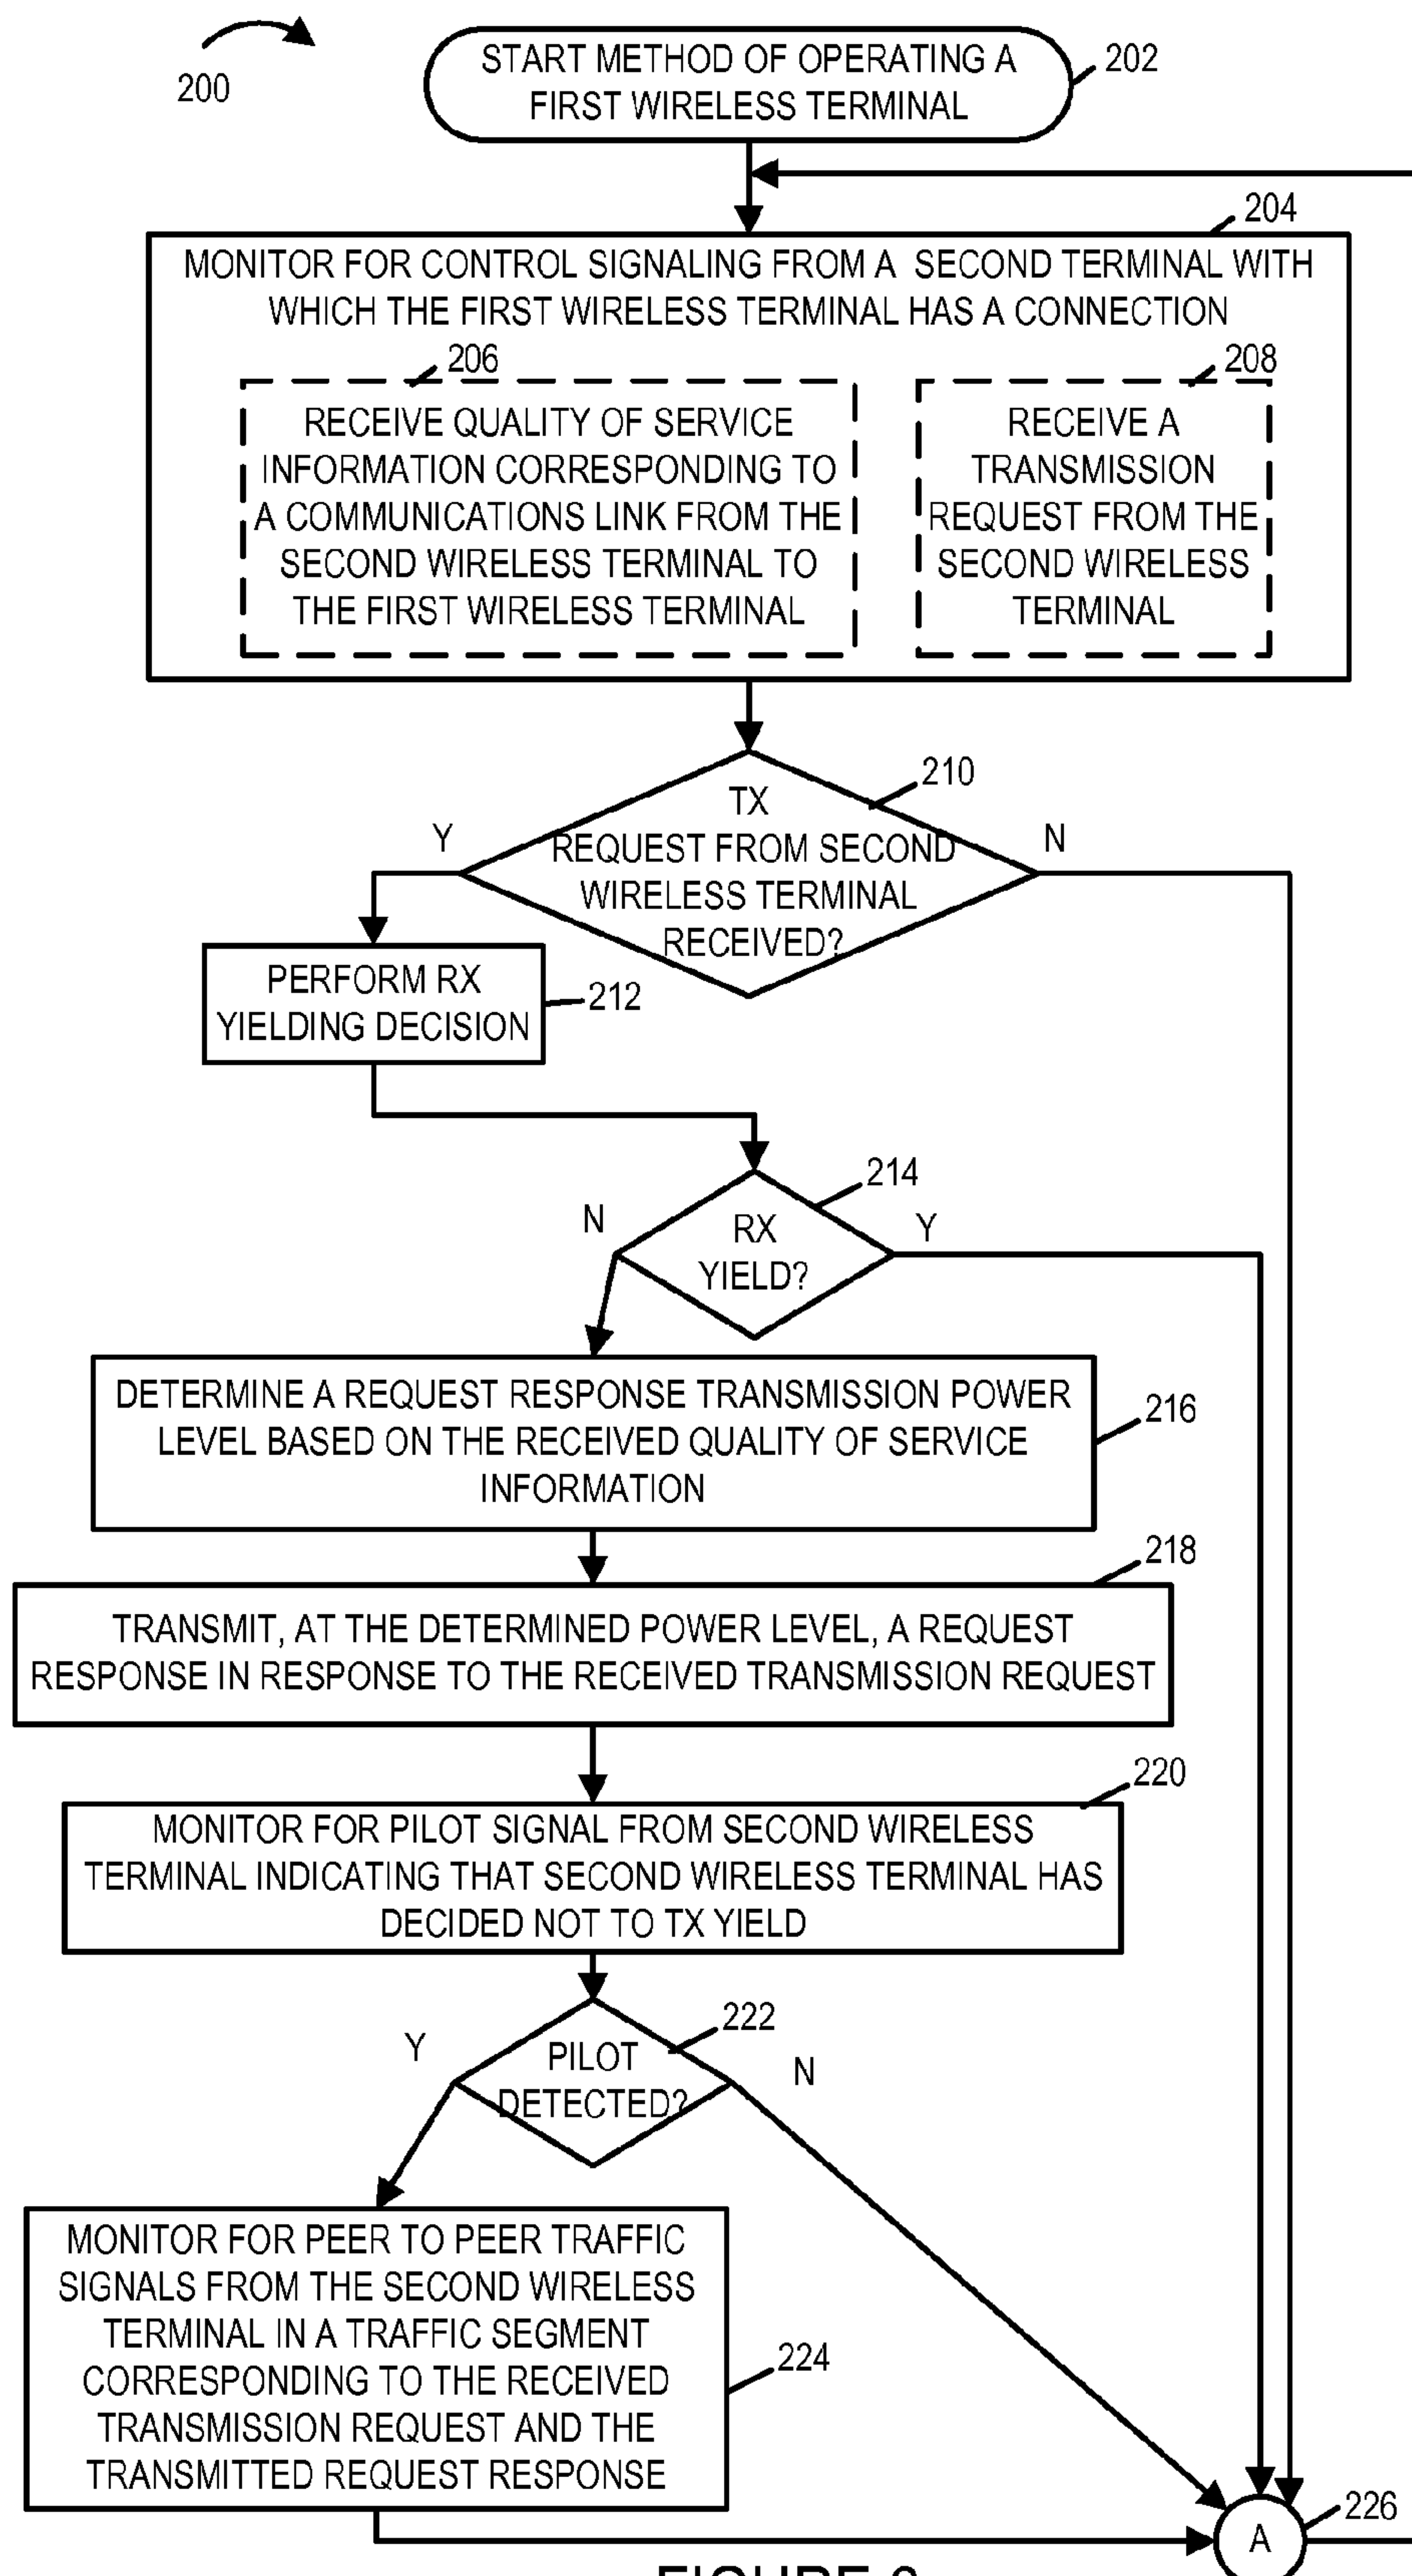 200
START METHOD OF OPERATING A
FIRST WIRELESS TERMINAL
202
204
MONITOR FOR CONTROL SIGNALING FROM A SECOND TERMINAL WITH
WHICH THE FIRST WIRELESS TERMINAL HAS A CONNECTION
206
RECEIVE QUALITY OF SERVICE
INFORMATION CORRESPONDING TO
A COMMUNICATIONS LINK FROM THE
SECOND WIRELESS TERMINAL TO
THE FIRST WIRELESS TERMINAL
208
RECEIVE A
TRANSMISSION
REQUEST FROM THE
SECOND WIRELESS
TERMINAL
210
TX
REQUEST FROM SECOND
WIRELESS TERMINAL
RECEIVED?
Y
N
PERFORM RX
YIELDING DECISION
212
214
N
RX
YIELD?
Y
DETERMINE A REQUEST RESPONSE TRANSMISSION POWER
LEVEL BASED ON THE RECEIVED QUALITY OF SERVICE
INFORMATION
216
218
TRANSMIT, AT THE DETERMINED POWER LEVEL, A REQUEST
RESPONSE IN RESPONSE TO THE RECEIVED TRANSMISSION REQUEST
220
MONITOR FOR PILOT SIGNAL FROM SECOND WIRELESS
TERMINAL INDICATING THAT SECOND WIRELESS TERMINAL HAS
DECIDED NOT TO TX YIELD
222
Y
PILOT
DETECTED?
N
MONITOR FOR PEER TO PEER TRAFFIC
SIGNALS FROM THE SECOND WIRELESS
TERMINAL IN A TRAFFIC SEGMENT
CORRESPONDING TO THE RECEIVED
TRANSMISSION REQUEST AND THE
TRANSMITTED REQUEST RESPONSE
224
A
226
FIGURE